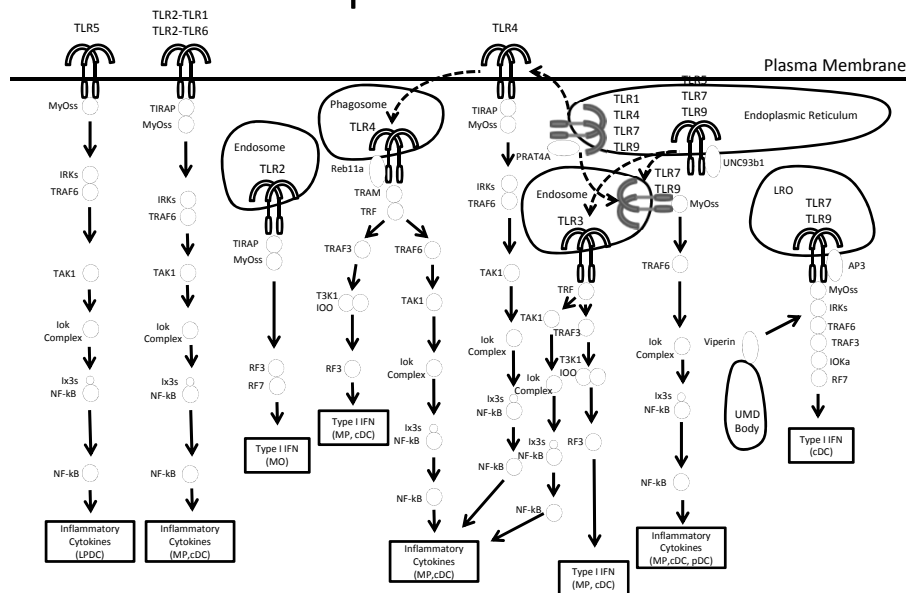 TLR5
TLR2-TLR1
TLR2-TLR6
TLR4
Plasma Membrane
MyOss
TIRAP
MyOss
Phagosome
TLR4
TIRAP
MyOss
TLR1
TLR4
TLR7
TLR9
TLR7
TLR9
Endoplasmic Reticulum
Endosome
TLR2
Reb11a
PRAT4A
UNC93b1
IRKs
TRAF6
IRKs
TRAF6
TRAM
TRF
IRKs
TRAF6
Endosome
TLR3
TLR7
TLR9
MyOss
LRO
TLR7
TLR9
TIRAP
MyOss
TRAF3
TRAF6
TRAF6
AP3
TAK1
TAK1
TAK1
TAK1
TRF
MyOss
IRKs
TRAF6
TRAF3
IOKa
RF7
T3K1
IOO
TAK1
TRAF3
Iok
Complex
Iok
Complex
Iok
Complex
Iok
Complex
Viperin
RF3
RF7
RF3
Iok
Complex
T3K1
IOO
Iok
Complex
Ix3s
NF-kB
Ix3s
NF-kB
Ix3s
NF-kB
Ix3s
NF-kB
Ix3s
NF-kB
RF3
Ix3s
NF-kB
UMD
Body
Type I IFN
(MO)
Type I IFN
(MP, cDC)
Type I IFN
(cDC)
NF-kB
NF-kB
NF-kB
NF-kB
NF-kB
NF-kB
Inflammatory
Cytokines
(LPDC)
Inflammatory
Cytokines
(MP,cDC)
Inflammatory
Cytokines
(MP,cDC)
Type I IFN
(MP, cDC)
Inflammatory
Cytokines
(MP,cDC, pDC)